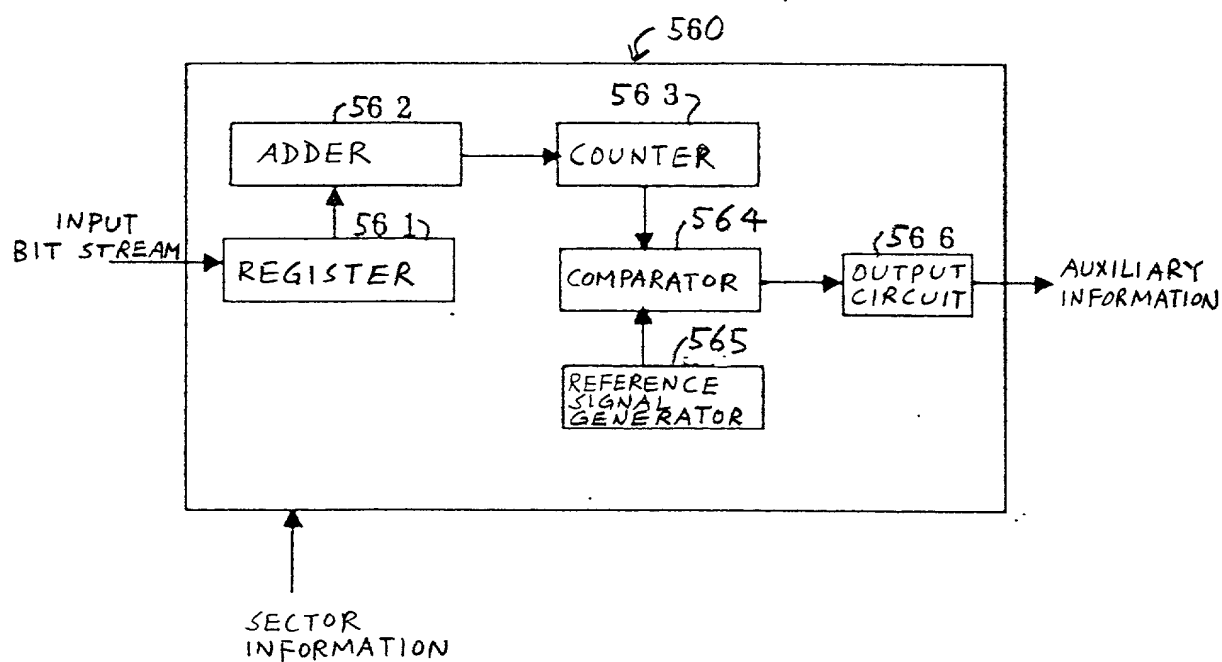 560
562
563
ADDER
COUNTER
INPUT
BIT STREAM
561
REGISTER
564
COMPARATOR
566
OUTPUT
CIRCUIT
AUXILIARY
INFORMATION
565
REFERENCE
SIGNAL
GENERATOR
SECTOR
INFORMATION